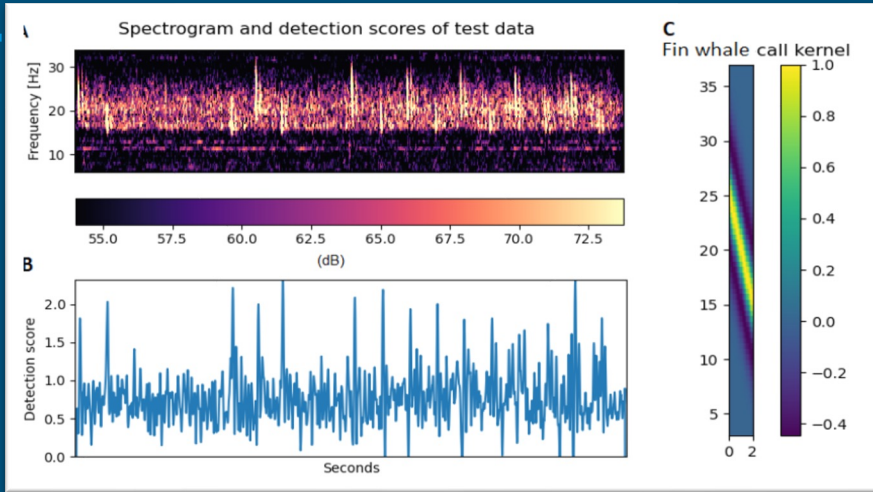 A
Spectrogram and detection scores of test data
Frequency [Hz]
30
20
10
55.0 57.5 60.0 62.5 65.0 67.5 70.0 72.5
(dB)
B
Detection score
2.0
1.5
1.0
0.5
0.0
Seconds
C
Fin whale call kernel
35
30
25
20
15
10
5
0 2
1.0
0.8
0.6
0.4
0.2
0.0
−0.2
−0.4